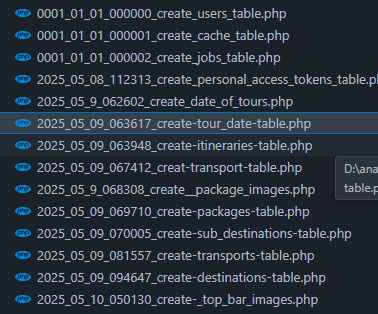 0001_01_01_000000_create_users_table.php
0001_01_01_000001_create_cache_table.php
0001_01_01_000002_create_jobs_table.php
2025_05_08_112313_create_personal_access_tokens_table.ph
2025_05_9_062602_create_date_of_tours.php
2025_05_09_063617_create-tour_date-table.php
2025_05_09_063948_create-itineraries-table.php
2025_05_09_067412_creat-transport-table.php
2025_05_9_068308_create__package_images.php
2025_05_09_069710_create-packages-table.php
2025_05_09_070005_create-sub_destinations-table.php
2025_05_09_081557_create-transports-table.php
2025_05_09_094647_create-destinations-table.php
2025_05_10_050130_create-_top_bar_images.php
D:\ana
table.p